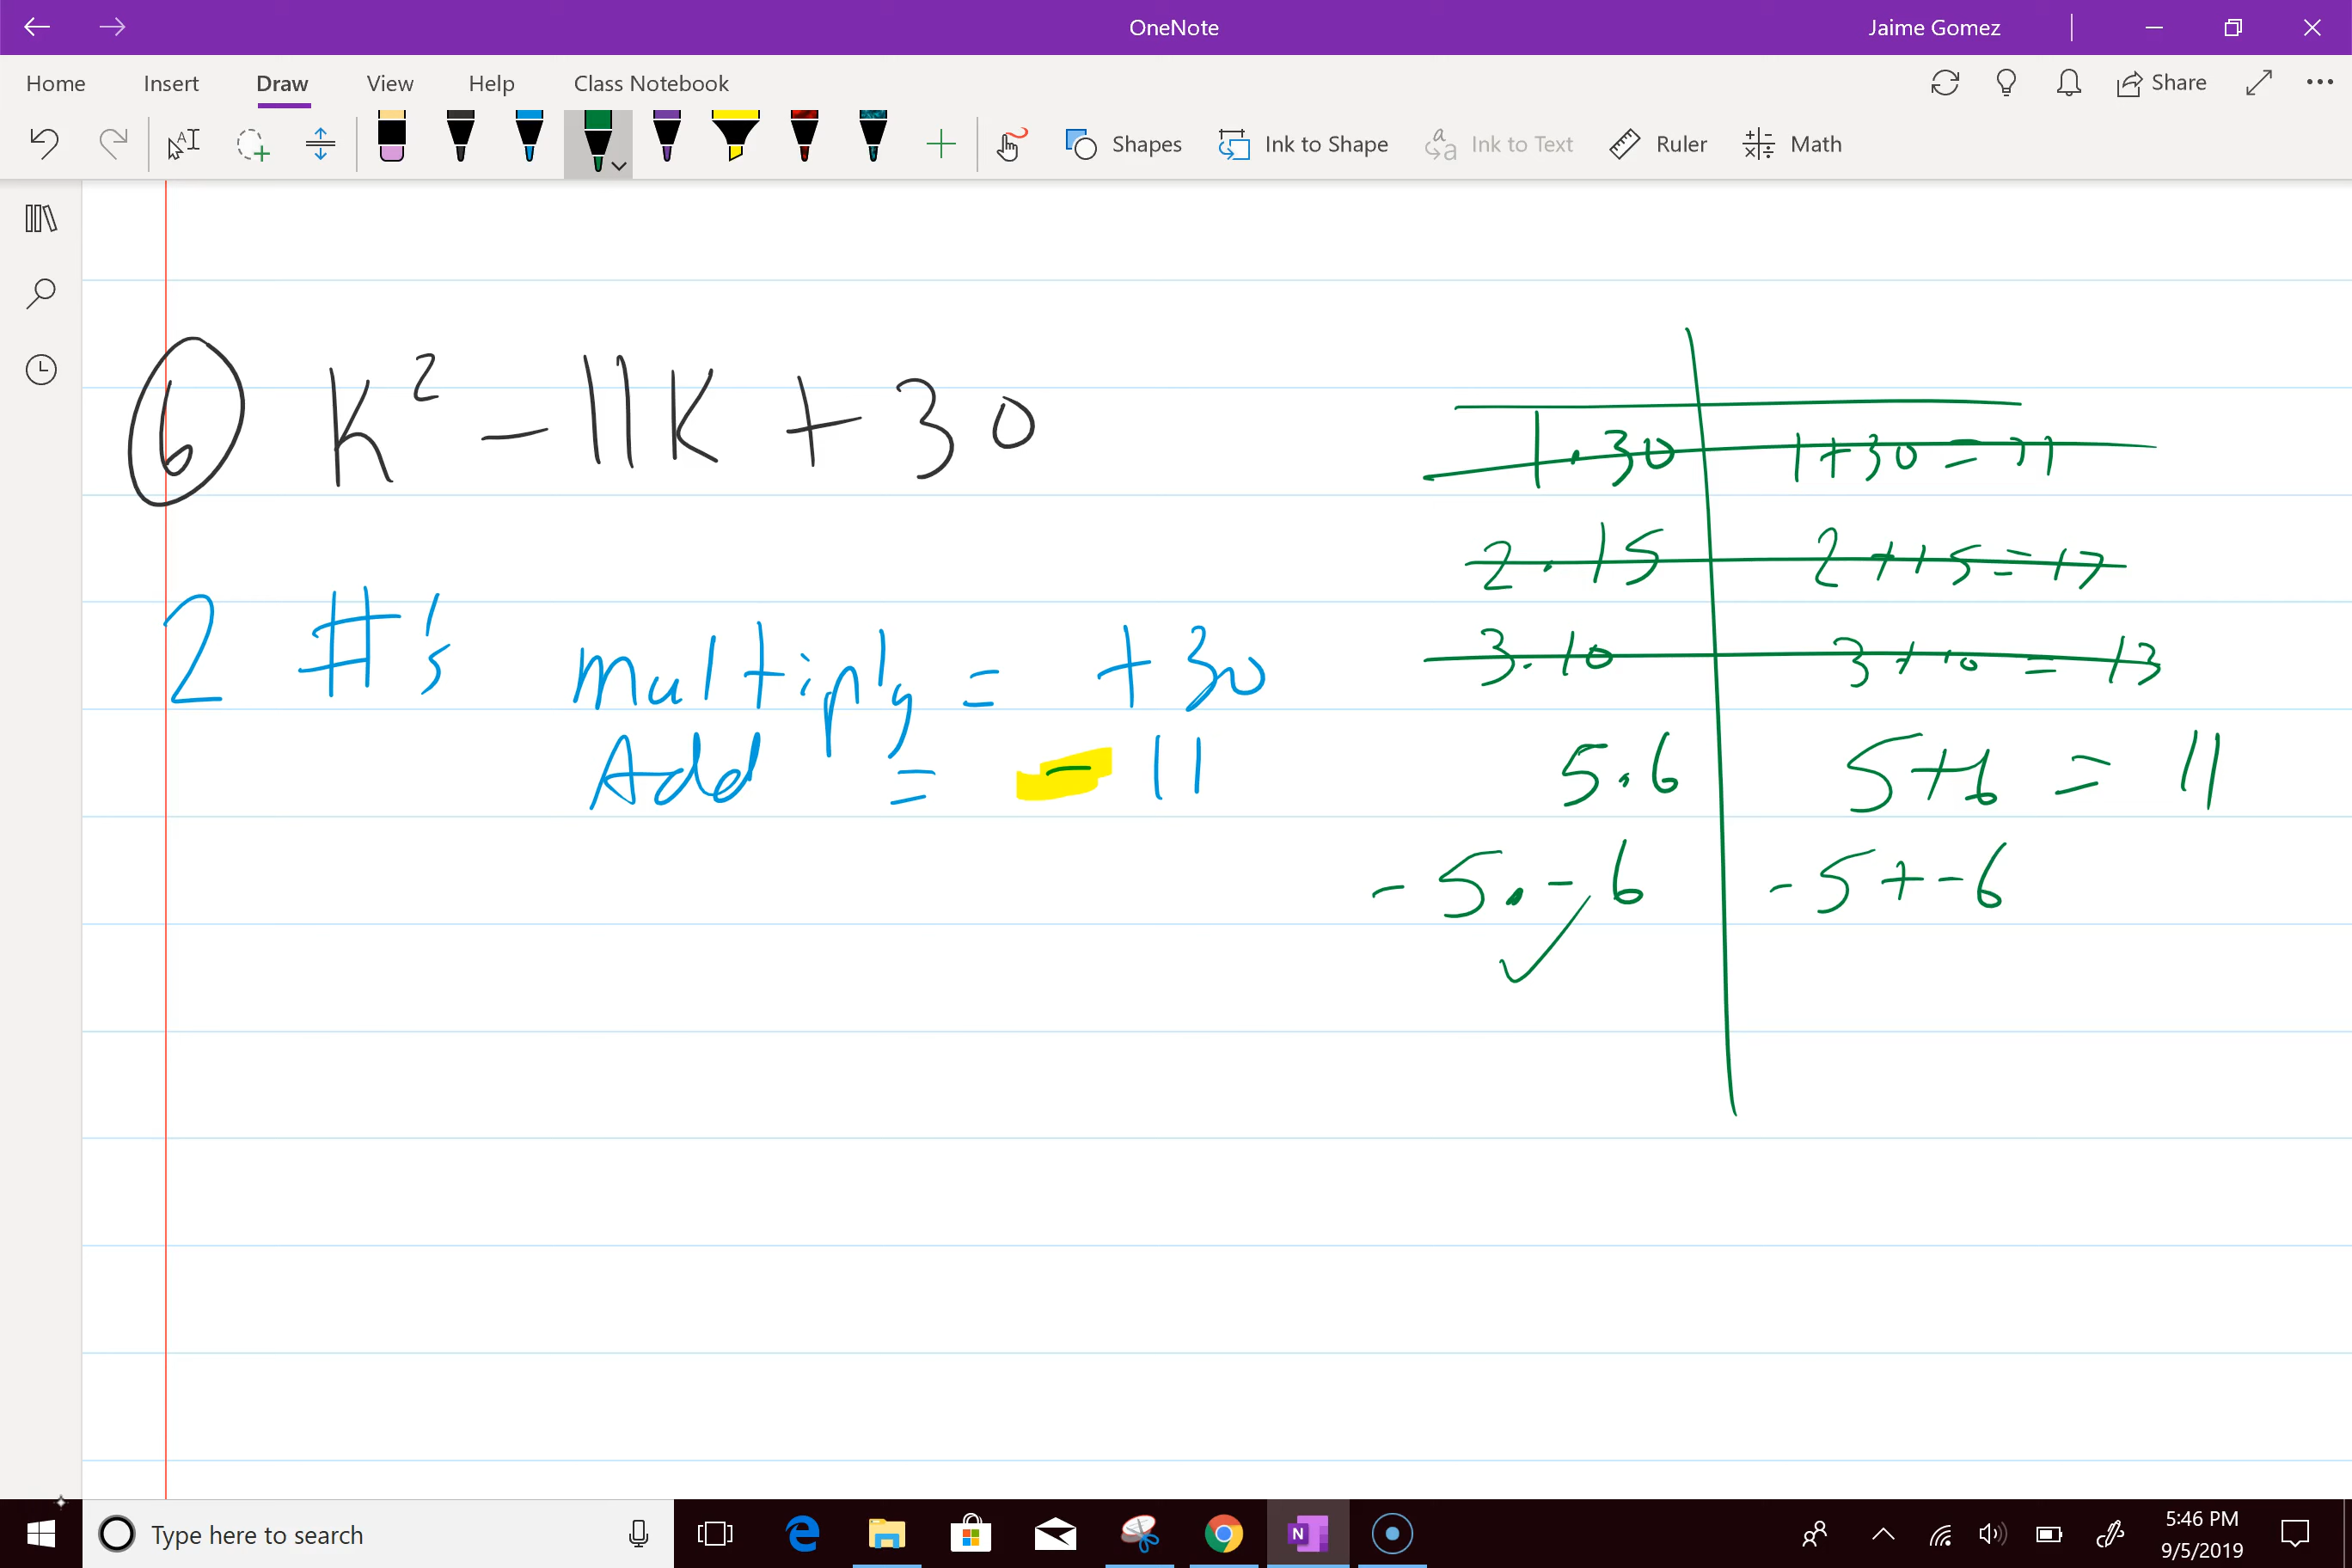 OneNote
Jaime Gomez
Home Insert Draw View Help Class Notebook
Share
Shapes Ink to Shape Ink to Text Ruler Math
6 K² - 11K + 30
1 · 30 1 + 30 =
2 · 15 2 + 15 = 17
3 · 10 3 + 10 = 13
2 #'s multiply = +30
Add = - 11
5 · 6 5 + 6 = 11
- 5 · - 6 - 5 + - 6
Type here to search
5:46 PM
9/5/2019